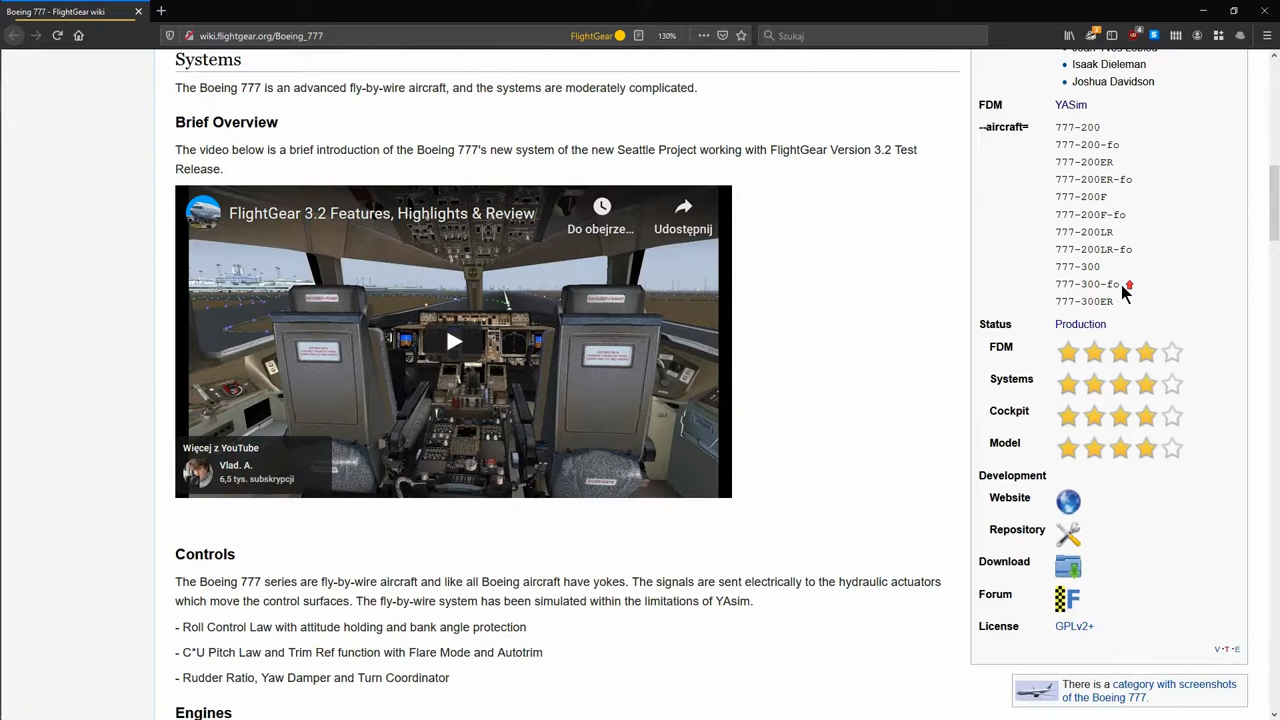 Boeing 777 - FlightGear wiki
wiki.flightgear.org/Boeing_777
FlightGear
130%
Szukaj
Systems
The Boeing 777 is an advanced fly-by-wire aircraft, and the systems are moderately complicated.
Brief Overview
The video below is a brief introduction of the Boeing 777's new system of the new Seattle Project working with FlightGear Version 3.2 Test
Release.
FlightGear 3.2 Features, Highlights & Review
Do obejrze...
Udostępnij
Więcej z YouTube
Vlad. A.
6,5 tys. subskrypcji
Controls
The Boeing 777 series are fly-by-wire aircraft and like all Boeing aircraft have yokes. The signals are sent electrically to the hydraulic actuators
which move the control surfaces. The fly-by-wire system has been simulated within the limitations of YAsim.
- Roll Control Law with attitude holding and bank angle protection
- C*U Pitch Law and Trim Ref function with Flare Mode and Autotrim
- Rudder Ratio, Yaw Damper and Turn Coordinator
Engines
Isaak Dieleman
Joshua Davidson
FDM YASim
--aircraft= 777-200
777-200-fo
777-200ER
777-200ER-fo
777-200F
777-200F-fo
777-200LR
777-200LR-fo
777-300
777-300-fo
777-300ER
Status Production
FDM
Systems
Cockpit
Model
Development
Website
Repository
Download
Forum
License GPLv2+
V·T·E
There is a category with screenshots
of the Boeing 777.